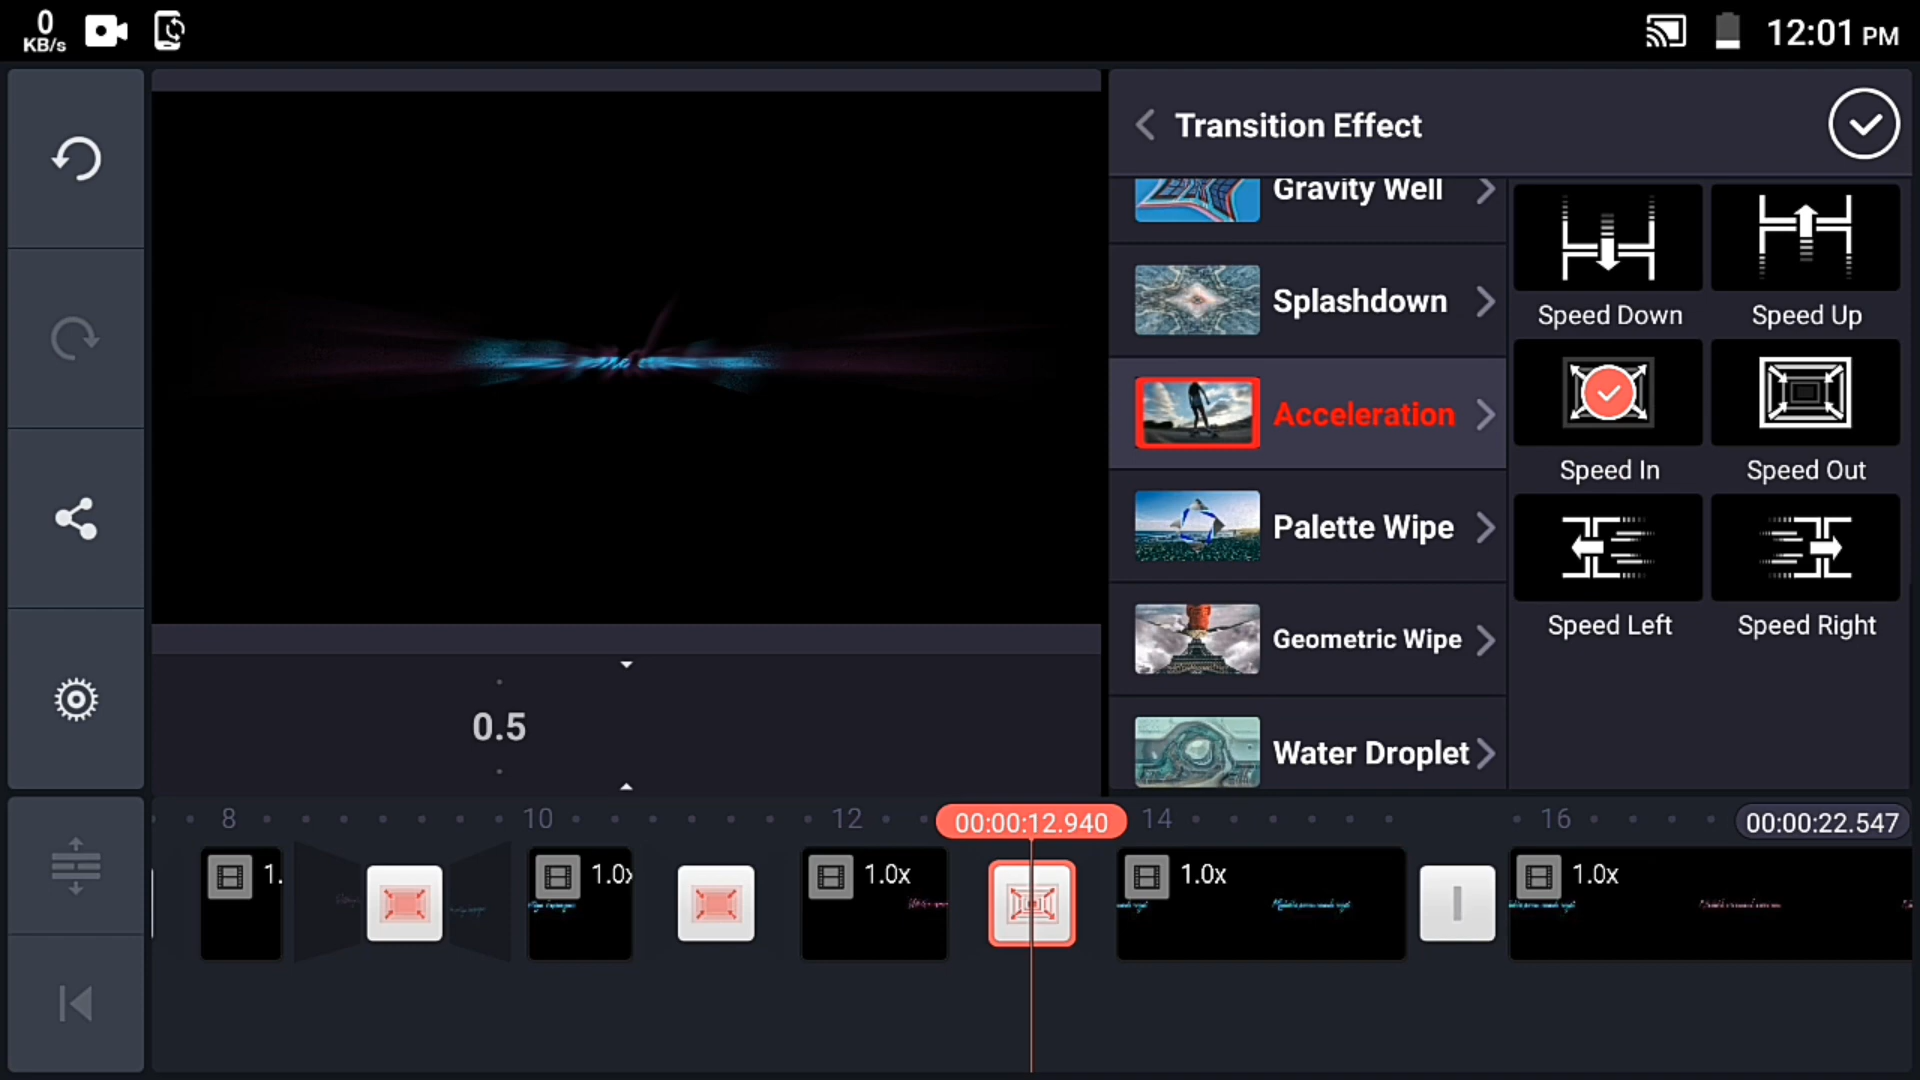 0
KB/s
12:01 PM
Transition Effect
Gravity Well
Splashdown
Acceleration
Palette Wipe
Geometric Wipe
Water Droplet
Speed Down
Speed Up
Speed In
Speed Out
Speed Left
Speed Right
0.5
8
10
12
00:00:12.940
14
16
00:00:22.547
1.
1.0x
1.0x
1.0x
1.0x